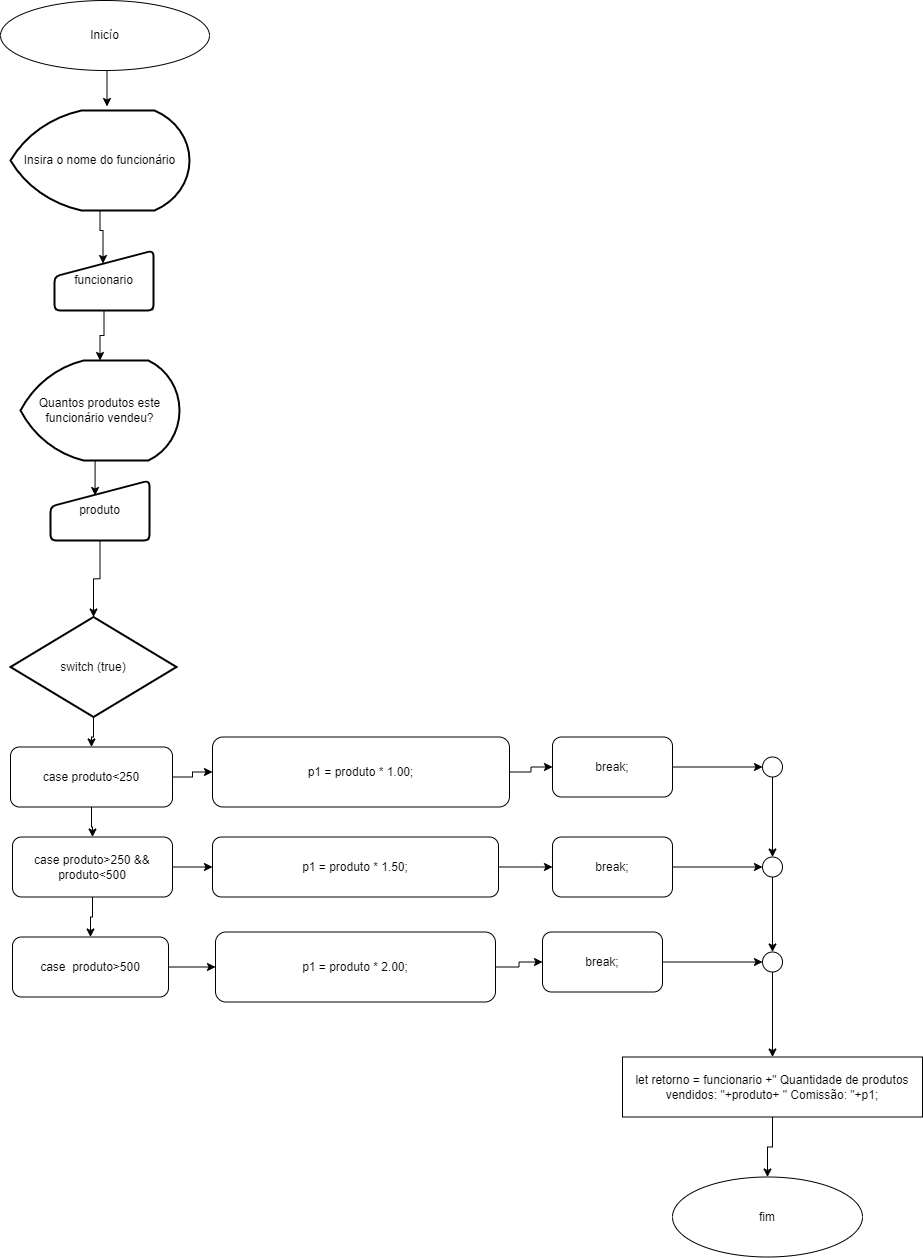 Inicío
Insira o nome do funcionário
funcionario
Quantos produtos este
funcionário vendeu?
produto
switch (true)
case produto<250
p1 = produto * 1.00;
break;
case produto>250 &&
produto<500
p1 = produto * 1.50;
break;
case  produto>500
p1 = produto * 2.00;
break;
let retorno = funcionario +" Quantidade de produtos
vendidos: "+produto+ " Comissão: "+p1;
fim